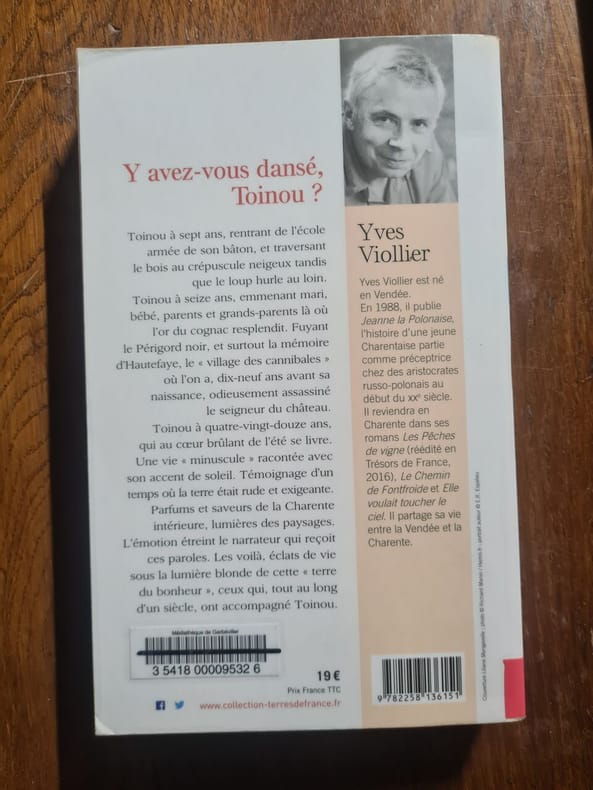 Y avez-vous dansé,
Toinou ?
Toinou à sept ans, rentrant de l'école
armée de son bâton, et traversant
le bois au crépuscule neigeux tandis
que le loup hurle au loin.
Toinou à seize ans, emmenant mari,
bébé, parents et grands-parents là où
l'or du cognac resplendit. Fuyant
le Périgord noir, et surtout la mémoire
d'Hautefaye, le « village des cannibales »
où l'on a, dix-neuf ans avant sa
naissance, odieusement assassiné
le seigneur du château.
Toinou à quatre-vingt-douze ans,
qui au cœur brûlant de l'été se livre.
Une vie « minuscule » racontée avec
son accent de soleil. Témoignage d'un
temps où la terre était rude et exigeante.
Parfums et saveurs de la Charente
intérieure, lumières des paysages.
L'émotion étreint le narrateur qui reçoit
ces paroles. Les voilà, éclats de vie
sous la lumière blonde de cette « terre
du bonheur », ceux qui, tout au long
d'un siècle, ont accompagné Toinou.
Yves
Viollier
Yves Viollier est né
en Vendée.
En 1988, il publie
Jeanne la Polonaise,
l'histoire d'une jeune
Charentaise partie
comme préceptrice
chez des aristocrates
russo-polonais au
début du XXe siècle.
Il reviendra en
Charente dans ses
romans Les Pêches
de vigne (réédité en
Trésors de France,
2016), Le Chemin
de Fontfroide et Elle
voulait toucher le
ciel. Il partage sa vie
entre la Vendée et la
Charente.
Médiathèque de Gerbéviller
3 5418 00009532 6
19 €
Prix France TTC
www.collection-terresdefrance.fr
9 782258 136151